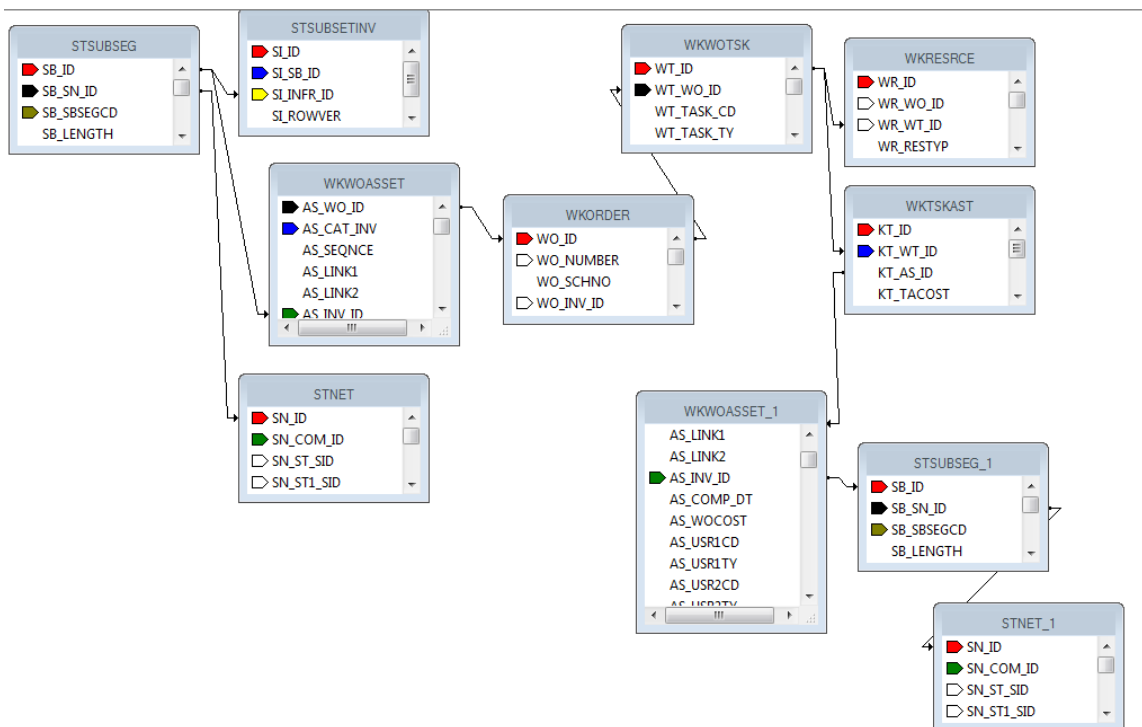 STSUBSEG
SB_ID
SB_SN_ID
SB_SBSEGCD
SB_LENGTH
STSUBSETINV
SI_ID
SI_SB_ID
SI_INFR_ID
SI_ROWVER
WKWOASSET
AS_WO_ID
AS_CAT_INV
AS_SEQNCE
AS_LINK1
AS_LINK2
AS_INV_ID
STNET
SN_ID
SN_COM_ID
SN_ST_SID
SN_ST1_SID
WKORDER
WO_ID
WO_NUMBER
WO_SCHNO
WO_INV_ID
WKWOTSK
WT_ID
WT_WO_ID
WT_TASK_CD
WT_TASK_TY
WKRESRCE
WR_ID
WR_WO_ID
WR_WT_ID
WR_RESTYP
WKTSKAST
KT_ID
KT_WT_ID
KT_AS_ID
KT_TACOST
WKWOASSET_1
AS_LINK1
AS_LINK2
AS_INV_ID
AS_COMP_DT
AS_WOCOST
AS_USR1CD
AS_USR1TY
AS_USR2CD
AS_USR2TY
STSUBSEG_1
SB_ID
SB_SN_ID
SB_SBSEGCD
SB_LENGTH
STNET_1
SN_ID
SN_COM_ID
SN_ST_SID
SN_ST1_SID